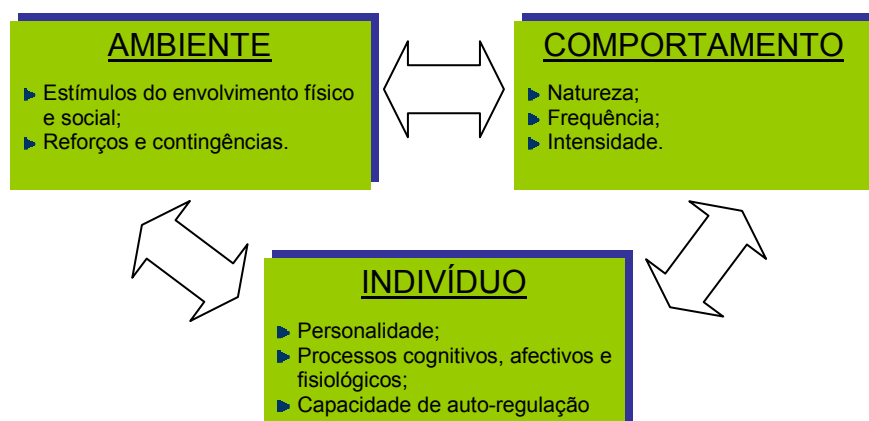 AMBIENTE
Estímulos do envolvimento físico
e social;
Reforços e contingências.
COMPORTAMENTO
Natureza;
Frequência;
Intensidade.
INDIVÍDUO
Personalidade;
Processos cognitivos, afectivos e
fisiológicos;
Capacidade de auto-regulação